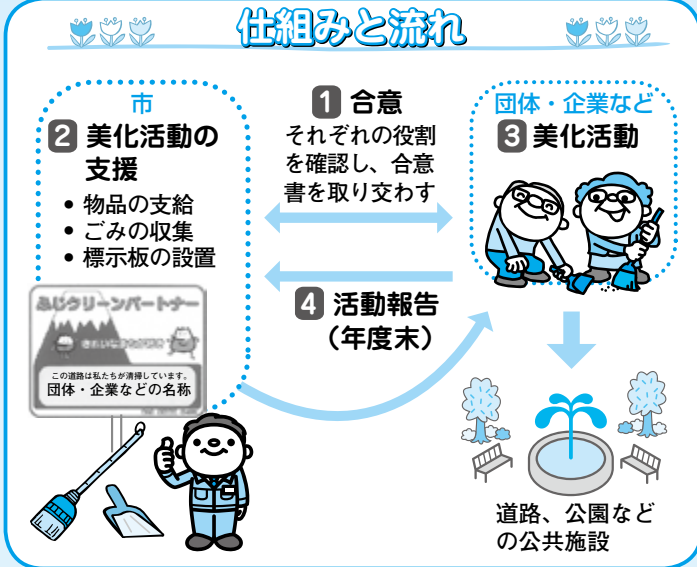 仕組みと流れ
市
2 美化活動の
支援
• 物品の支給
• ごみの収集
• 標示板の設置
ふじクリーンパートナー
この道路は私たちが清掃しています。
団体・企業などの名称
1 合意
それぞれの役割
を確認し、合意
書を取り交わす
4 活動報告
（年度末）
団体・企業など
3 美化活動
道路、公園など
の公共施設